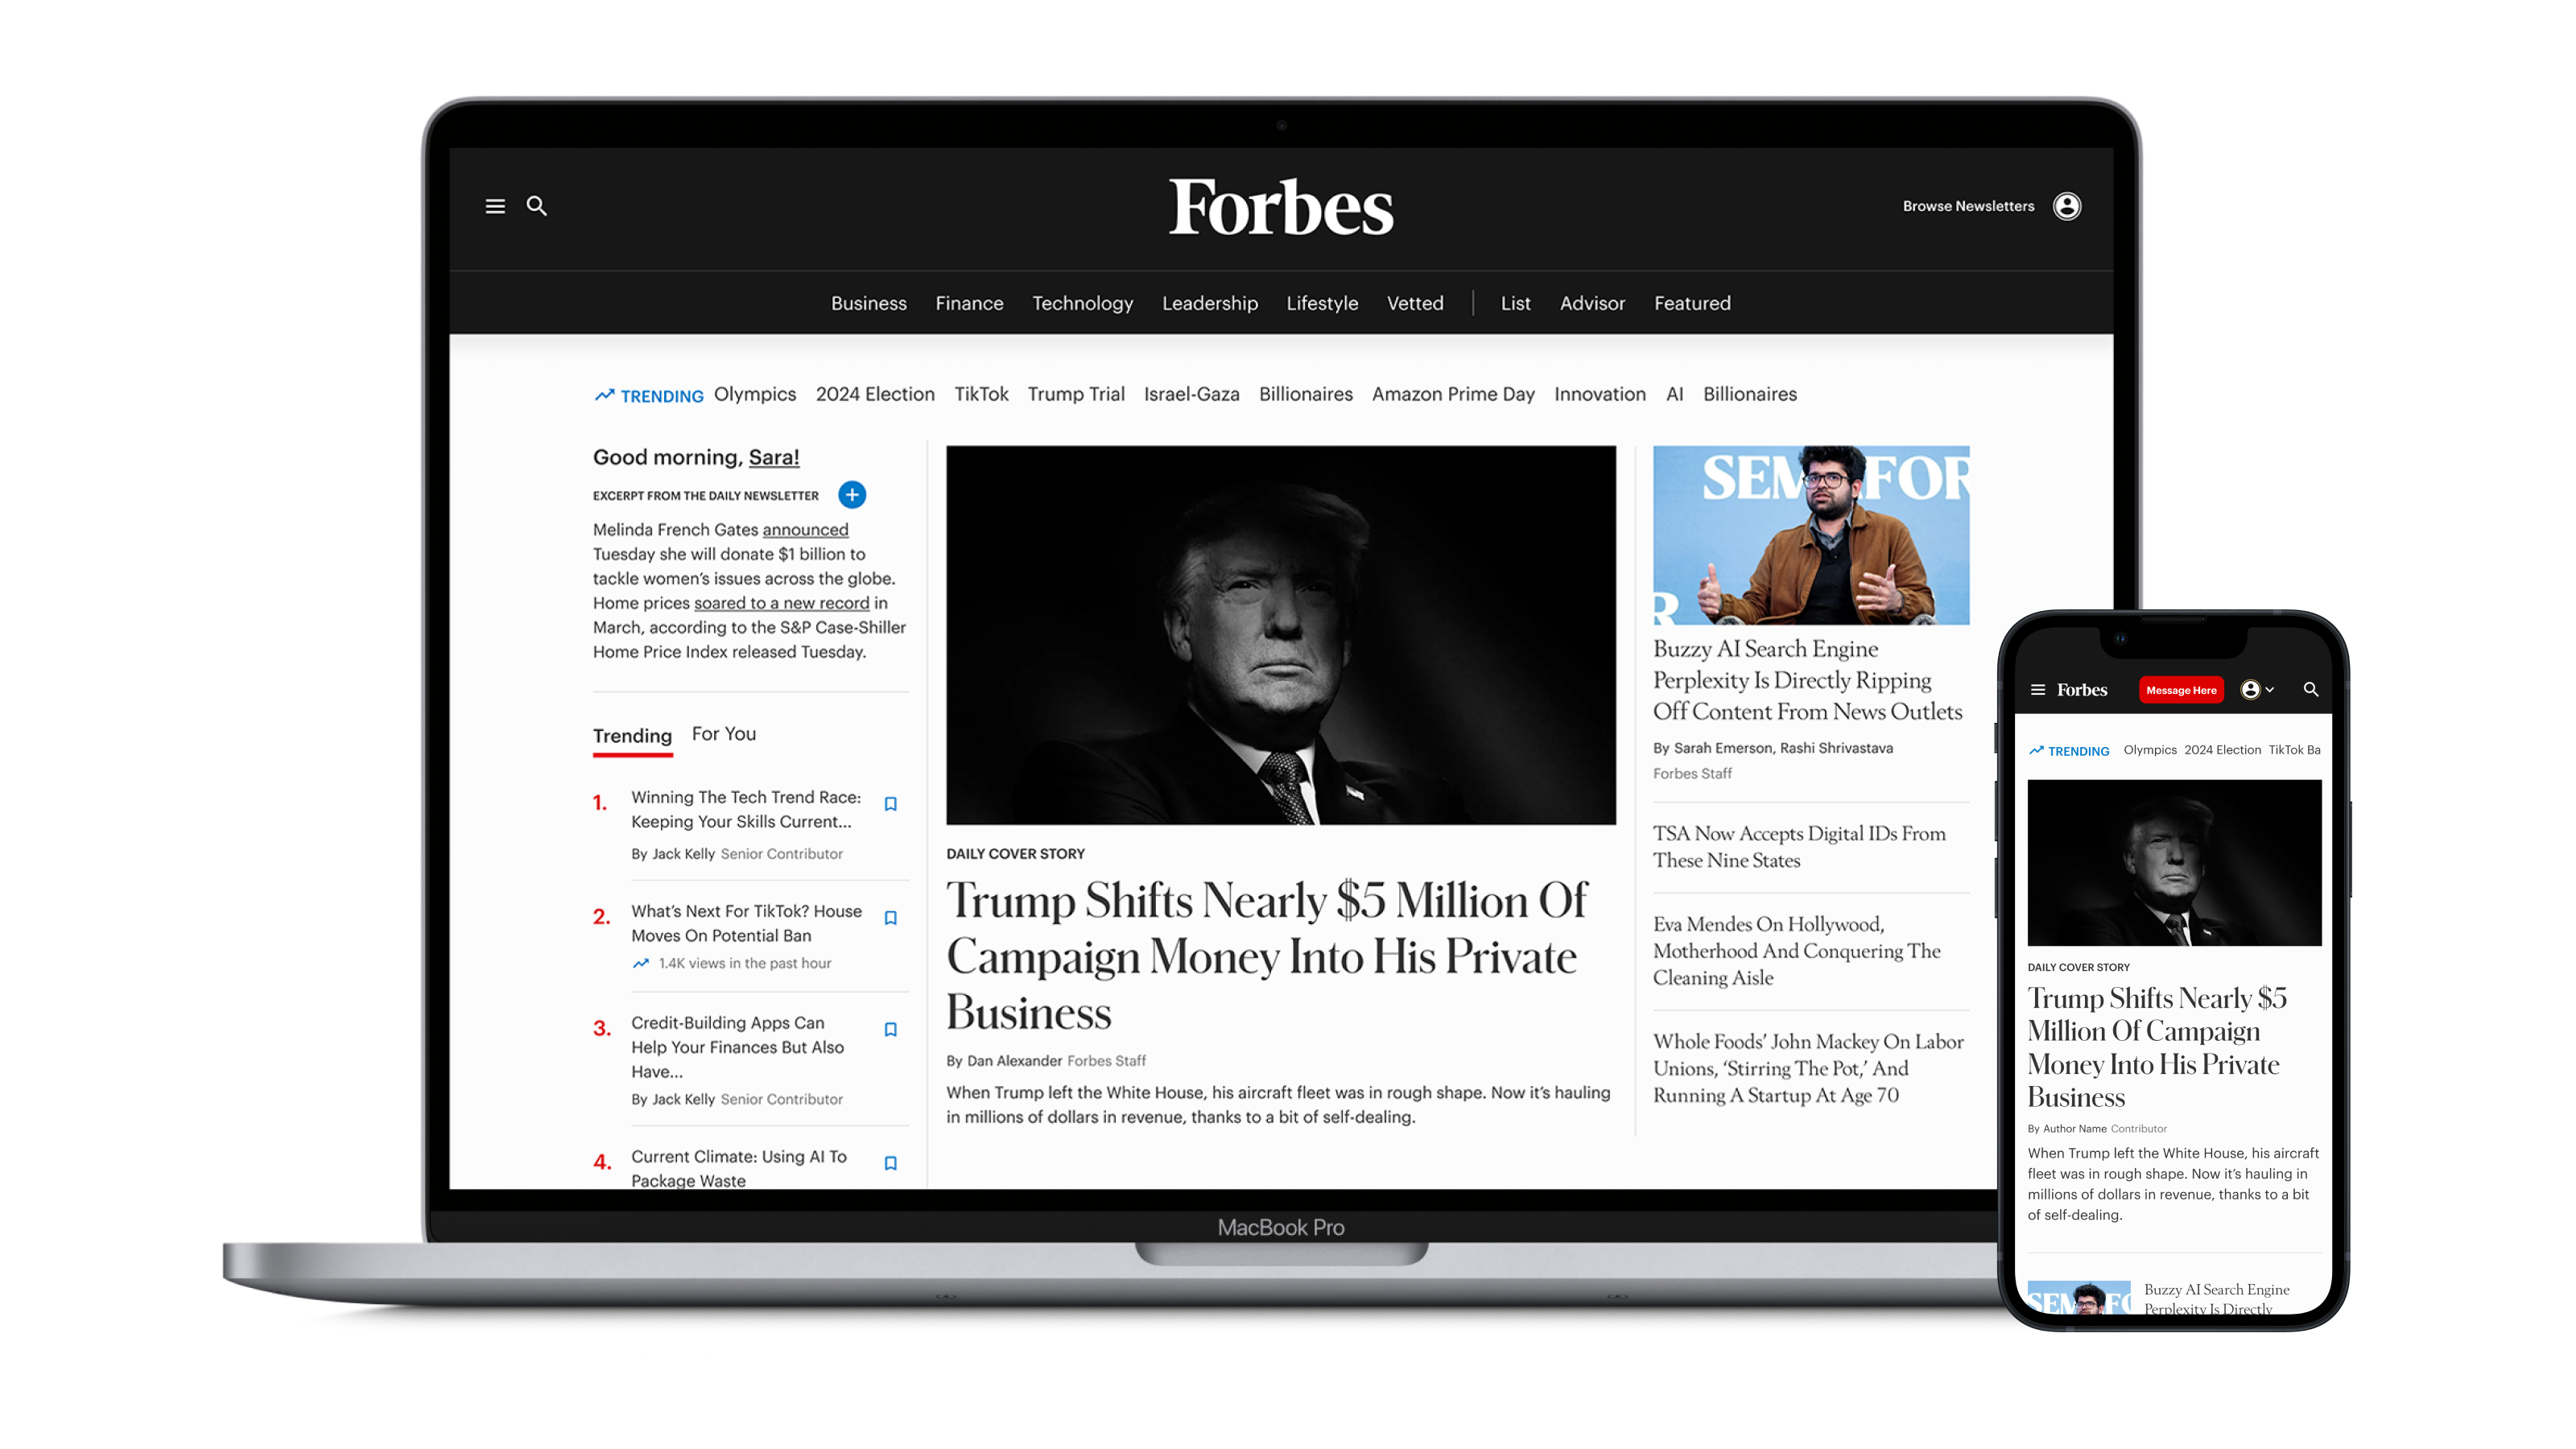 Forbes
Browse Newsletters
Business Finance Technology Leadership Lifestyle Vetted | List Advisor Featured
TRENDING Olympics 2024 Election TikTok Trump Trial Israel-Gaza Billionaires Amazon Prime Day Innovation AI Billionaires
Good morning, Sara!
EXCERPT FROM THE DAILY NEWSLETTER
Melinda French Gates announced
Tuesday she will donate $1 billion to
tackle women's issues across the globe.
Home prices soared to a new record in
March, according to the S&P Case-Shiller
Home Price Index released Tuesday.
Trending For You
1. Winning The Tech Trend Race:
Keeping Your Skills Current...
By Jack Kelly Senior Contributor
2. What's Next For TikTok? House
Moves On Potential Ban
1.4K views in the past hour
3. Credit-Building Apps Can
Help Your Finances But Also
Have...
By Jack Kelly Senior Contributor
4. Current Climate: Using AI To
Package Waste
DAILY COVER STORY
Trump Shifts Nearly $5 Million Of
Campaign Money Into His Private
Business
By Dan Alexander Forbes Staff
When Trump left the White House, his aircraft fleet was in rough shape. Now it's hauling
in millions of dollars in revenue, thanks to a bit of self-dealing.
SEM FOR
R
Buzzy AI Search Engine
Perplexity Is Directly Ripping
Off Content From News Outlets
By Sarah Emerson, Rashi Shrivastava
Forbes Staff
TSA Now Accepts Digital IDs From
These Nine States
Eva Mendes On Hollywood,
Motherhood And Conquering The
Cleaning Aisle
Whole Foods' John Mackey On Labor
Unions, 'Stirring The Pot,' And
Running A Startup At Age 70
MacBook Pro
Forbes Message Here
TRENDING Olympics 2024 Election TikTok Ba
DAILY COVER STORY
Trump Shifts Nearly $5
Million Of Campaign
Money Into His Private
Business
By Author Name Contributor
When Trump left the White House, his aircraft
fleet was in rough shape. Now it's hauling in
millions of dollars in revenue, thanks to a bit
of self-dealing.
SEM FO
Buzzy AI Search Engine
Perplexity Is Directly